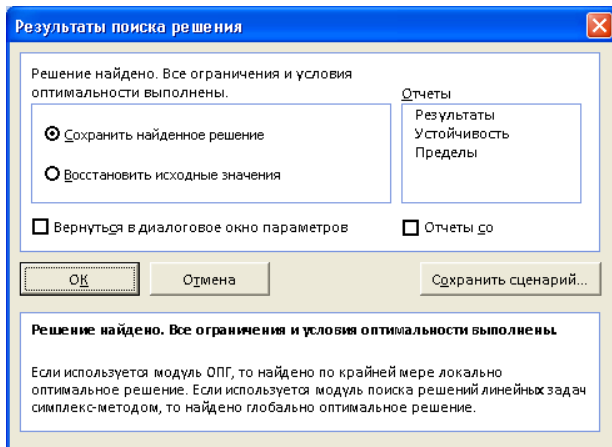 Результаты поиска решения
Решение найдено. Все ограничения и условия
оптимальности выполнены.
Отчеты
Результаты
Устойчивость
Пределы
Сохранить найденное решение
Восстановить исходные значения
Вернуться в диалоговое окно параметров
Отчеты со
ОК
Отмена
Сохранить сценарий...
Решение найдено. Все ограничения и условия оптимальности выполнены.
Если используется модуль ОПГ, то найдено по крайней мере локально
оптимальное решение. Если используется модуль поиска решений линейных задач
симплекс-методом, то найдено глобально оптимальное решение.